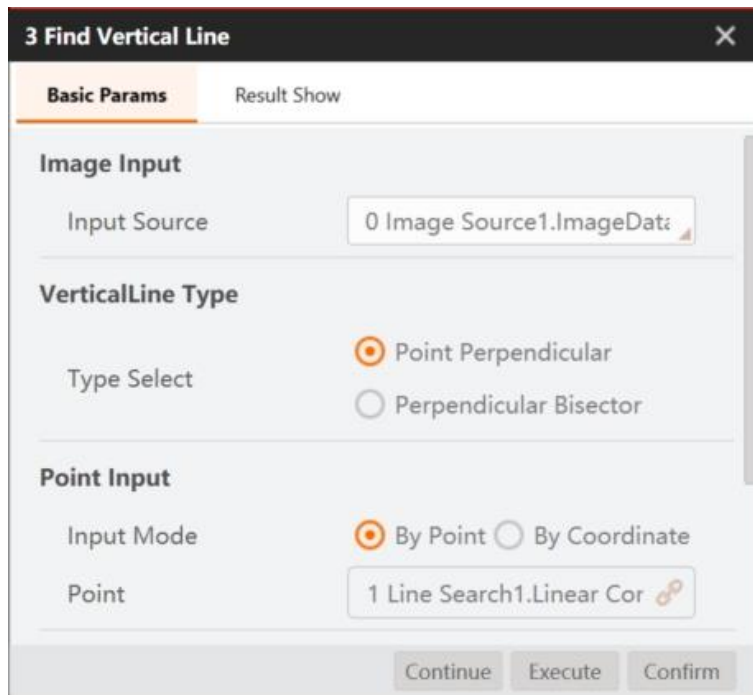 3 Find Vertical Line
Basic Params Result Show
Image Input
Input Source 0 Image Source1.ImageData
VerticalLine Type
Point Perpendicular
Type Select
Perpendicular Bisector
Point Input
Input Mode By Point By Coordinate
Point 1 Line Search1.Linear Cor
Continue Execute Confirm